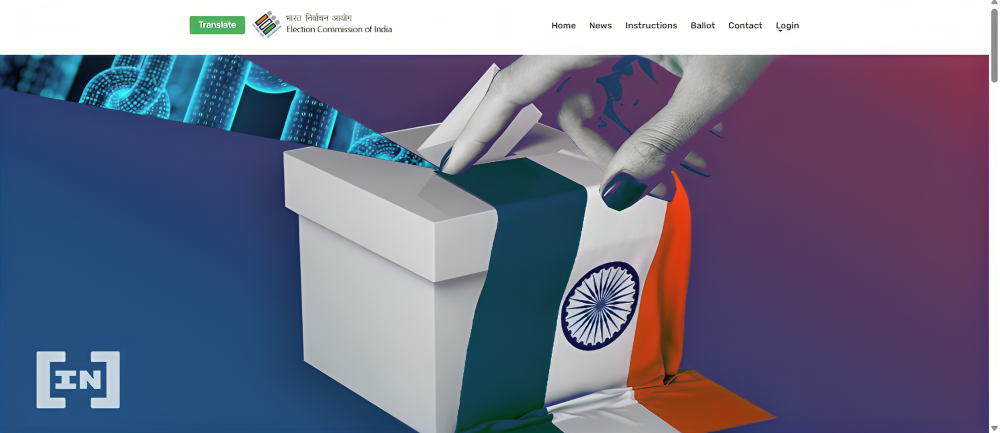 Translate
भारत निर्वाचन आयोग
Election Commission of India
Home News Instructions Ballot Contact Login
[IN]